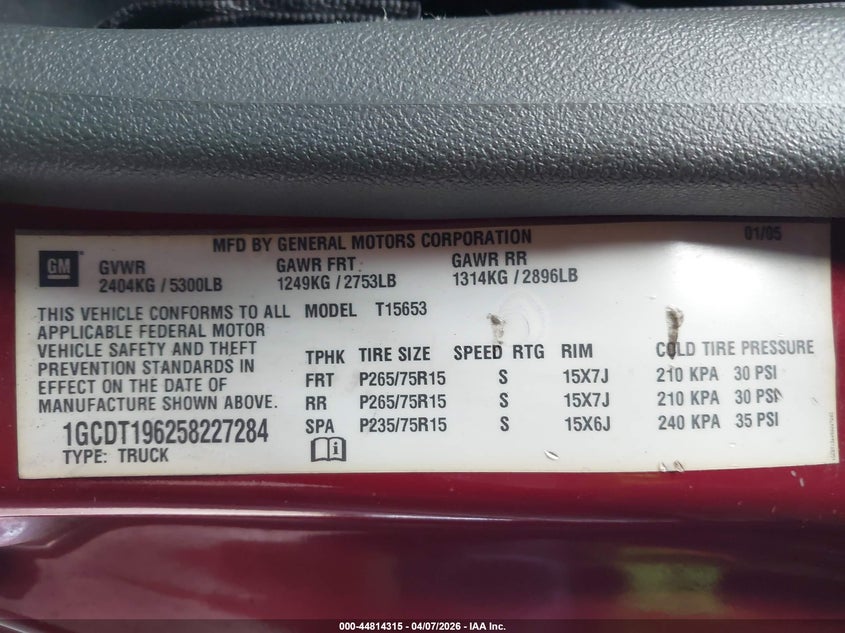 MFD BY GENERAL MOTORS CORPORATION 01/05
GM
GVWR GAWR FRT GAWR RR
2404KG / 5300LB 1249KG / 2753LB 1314KG / 2896LB
THIS VEHICLE CONFORMS TO ALL
APPLICABLE FEDERAL MOTOR
VEHICLE SAFETY AND THEFT
PREVENTION STANDARDS IN
EFFECT ON THE DATE OF
MANUFACTURE SHOWN ABOVE.
1GCDT196258227284
TYPE: TRUCK
MODEL T15653
TPHK TIRE SIZE SPEED RTG RIM COLD TIRE PRESSURE
FRT P265/75R15 S 15X7J 210 KPA 30 PSI
RR P265/75R15 S 15X7J 210 KPA 30 PSI
SPA P235/75R15 S 15X6J 240 KPA 35 PSI
000-44814315 - 04/07/2026 - IAA Inc.